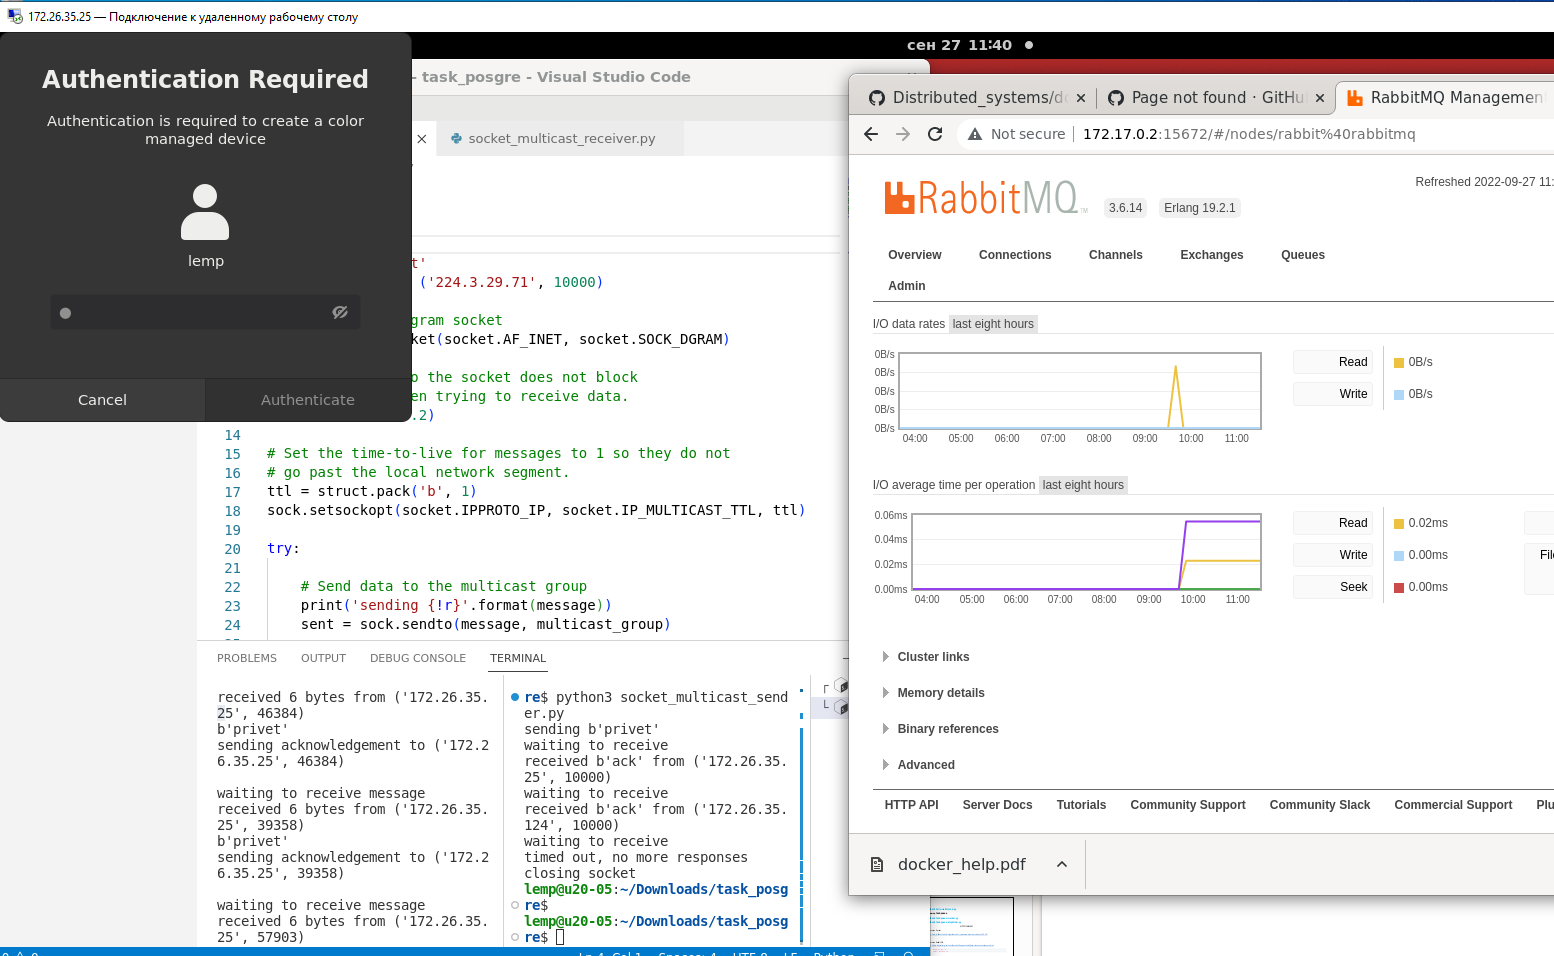 172.26.35.25 — Подключение к удаленному рабочему столу
сен 27 11:40
Authentication Required
Authentication is required to create a color
managed device
lemp
Cancel
Authenticate
- task_posgre - Visual Studio Code
socket_multicast_receiver.py
t'
('224.3.29.71', 10000)
gram socket
ket(socket.AF_INET, socket.SOCK_DGRAM)
o the socket does not block
en trying to receive data.
.2)
14
15 # Set the time-to-live for messages to 1 so they do not
16 # go past the local network segment.
17 ttl = struct.pack('b', 1)
18 sock.setsockopt(socket.IPPROTO_IP, socket.IP_MULTICAST_TTL, ttl)
19
20 try:
21
22 # Send data to the multicast group
23 print('sending {!r}'.format(message))
24 sent = sock.sendto(message, multicast_group)
PROBLEMS OUTPUT DEBUG CONSOLE TERMINAL
received 6 bytes from ('172.26.35.
25', 46384)
b'privet'
sending acknowledgement to ('172.2
6.35.25', 46384)
waiting to receive message
received 6 bytes from ('172.26.35.
25', 39358)
b'privet'
sending acknowledgement to ('172.2
6.35.25', 39358)
waiting to receive message
received 6 bytes from ('172.26.35.
25', 57903)
re$ python3 socket_multicast_send
er.py
sending b'privet'
waiting to receive
received b'ack' from ('172.26.35.
25', 10000)
waiting to receive
received b'ack' from ('172.26.35.
124', 10000)
waiting to receive
timed out, no more responses
closing socket
lemp@u20-05:~/Downloads/task_posg
re$
lemp@u20-05:~/Downloads/task_posg
re$
Distributed_systems/do
Page not found · GitHub
RabbitMQ Management
Not secure 172.17.0.2:15672/#/nodes/rabbit%40rabbitmq
Refreshed 2022-09-27 11:
RabbitMQ TM 3.6.14 Erlang 19.2.1
Overview Connections Channels Exchanges Queues
Admin
I/O data rates last eight hours
0B/s
0B/s
0B/s
0B/s
0B/s
04:00 05:00 06:00 07:00 08:00 09:00 10:00 11:00
Read 0B/s
Write 0B/s
I/O average time per operation last eight hours
0.06ms
0.04ms
0.02ms
0.00ms
04:00 05:00 06:00 07:00 08:00 09:00 10:00 11:00
Read 0.02ms
Write 0.00ms
Seek 0.00ms
File
Cluster links
Memory details
Binary references
Advanced
HTTP API Server Docs Tutorials Community Support Community Slack Commercial Support Plu
docker_help.pdf